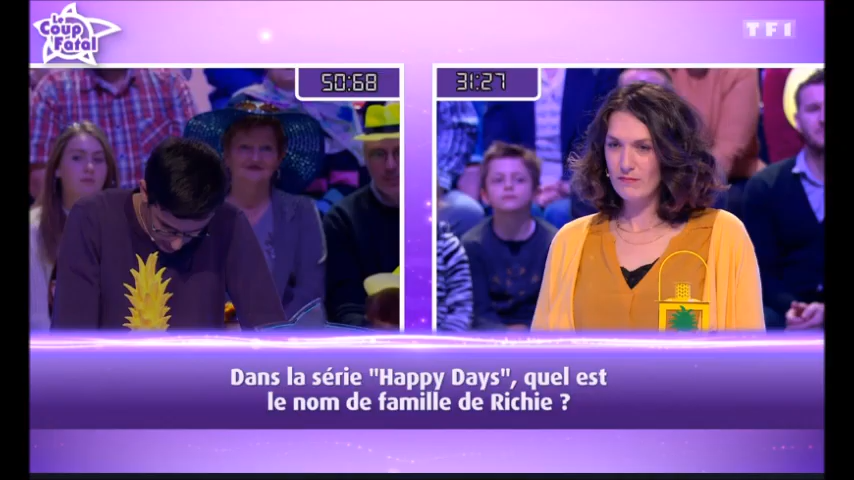 Le
Coup
Fatal
TF1
50:68
31:27
Dans la série "Happy Days", quel est
le nom de famille de Richie ?